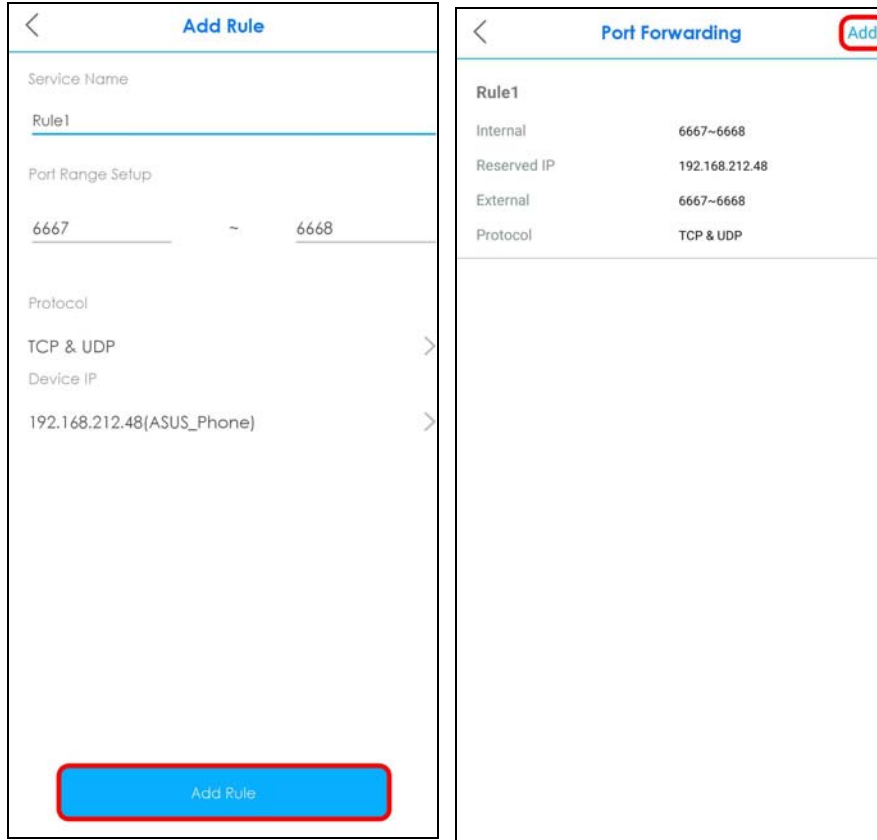 Add Rule
Service Name
Rule1
Port Range Setup
6667 ~ 6668
Protocol
TCP & UDP
Device IP
192.168.212.48(ASUS_Phone)
Add Rule
Port Forwarding Add
Rule1
Internal 6667~6668
Reserved IP 192.168.212.48
External 6667~6668
Protocol TCP & UDP